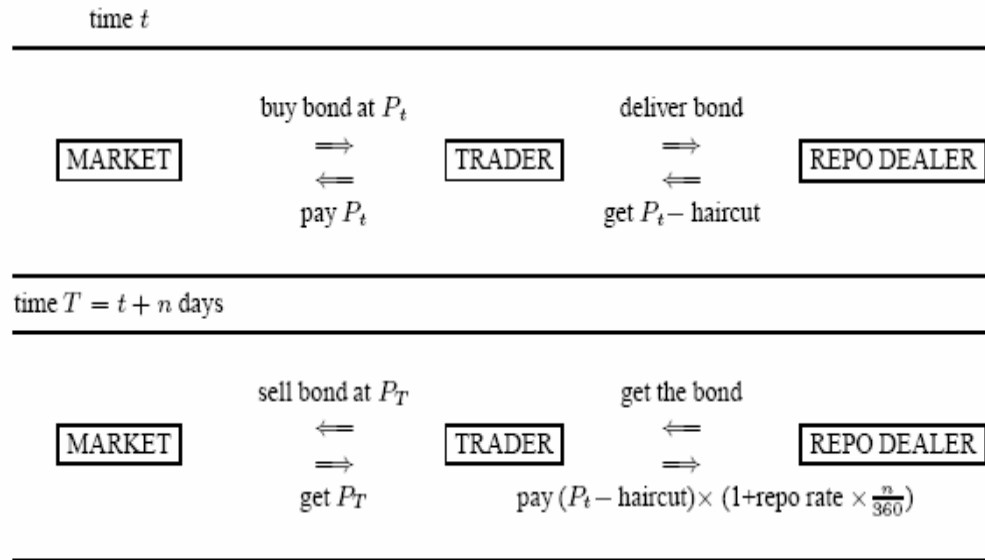 time t
buy bond at P_t deliver bond
MARKET ⟹ TRADER ⟹ REPO DEALER
⟸ ⟸
pay P_t get P_t − haircut
time T = t + n days
sell bond at P_T get the bond
MARKET ⟸ TRADER ⟸ REPO DEALER
⟹ ⟹
get P_T pay (P_t − haircut)× (1+repo rate × n/360)